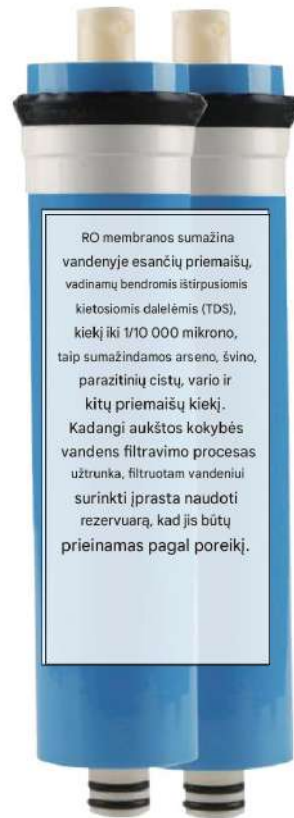 RO membranos sumažina
vandenyje esančių priemaišų,
vadinamų bendromis ištirpusiomis
kietosiomis dalelėmis (TDS),
kiekį iki 1/10 000 mikrono,
taip sumažindamos arseno, švino,
parazitinių cistų, vario ir
kitų priemaišų kiekį.
Kadangi aukštos kokybės
vandens filtravimo procesas
užtrunka, filtruotam vandeniui
surinkti įprasta naudoti
rezervuarą, kad jis būtų
prieinamas pagal poreikį.